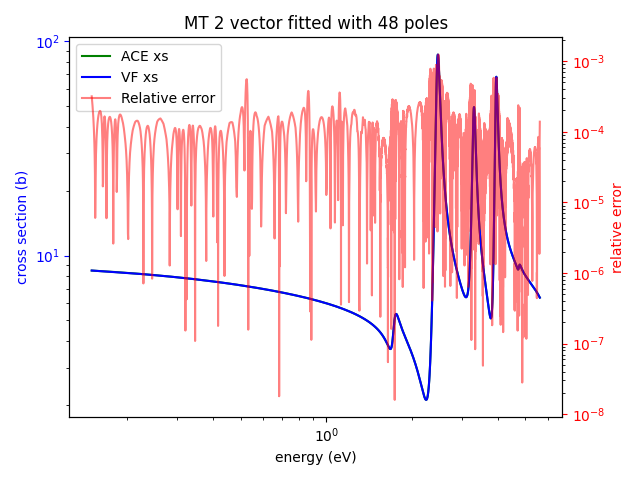 MT 2 vector fitted with 48 poles
ACE xs
VF xs
Relative error
10²
10¹
cross section (b)
10⁻³
10⁻⁴
10⁻⁵
10⁻⁶
10⁻⁷
10⁻⁸
relative error
10⁰
energy (eV)